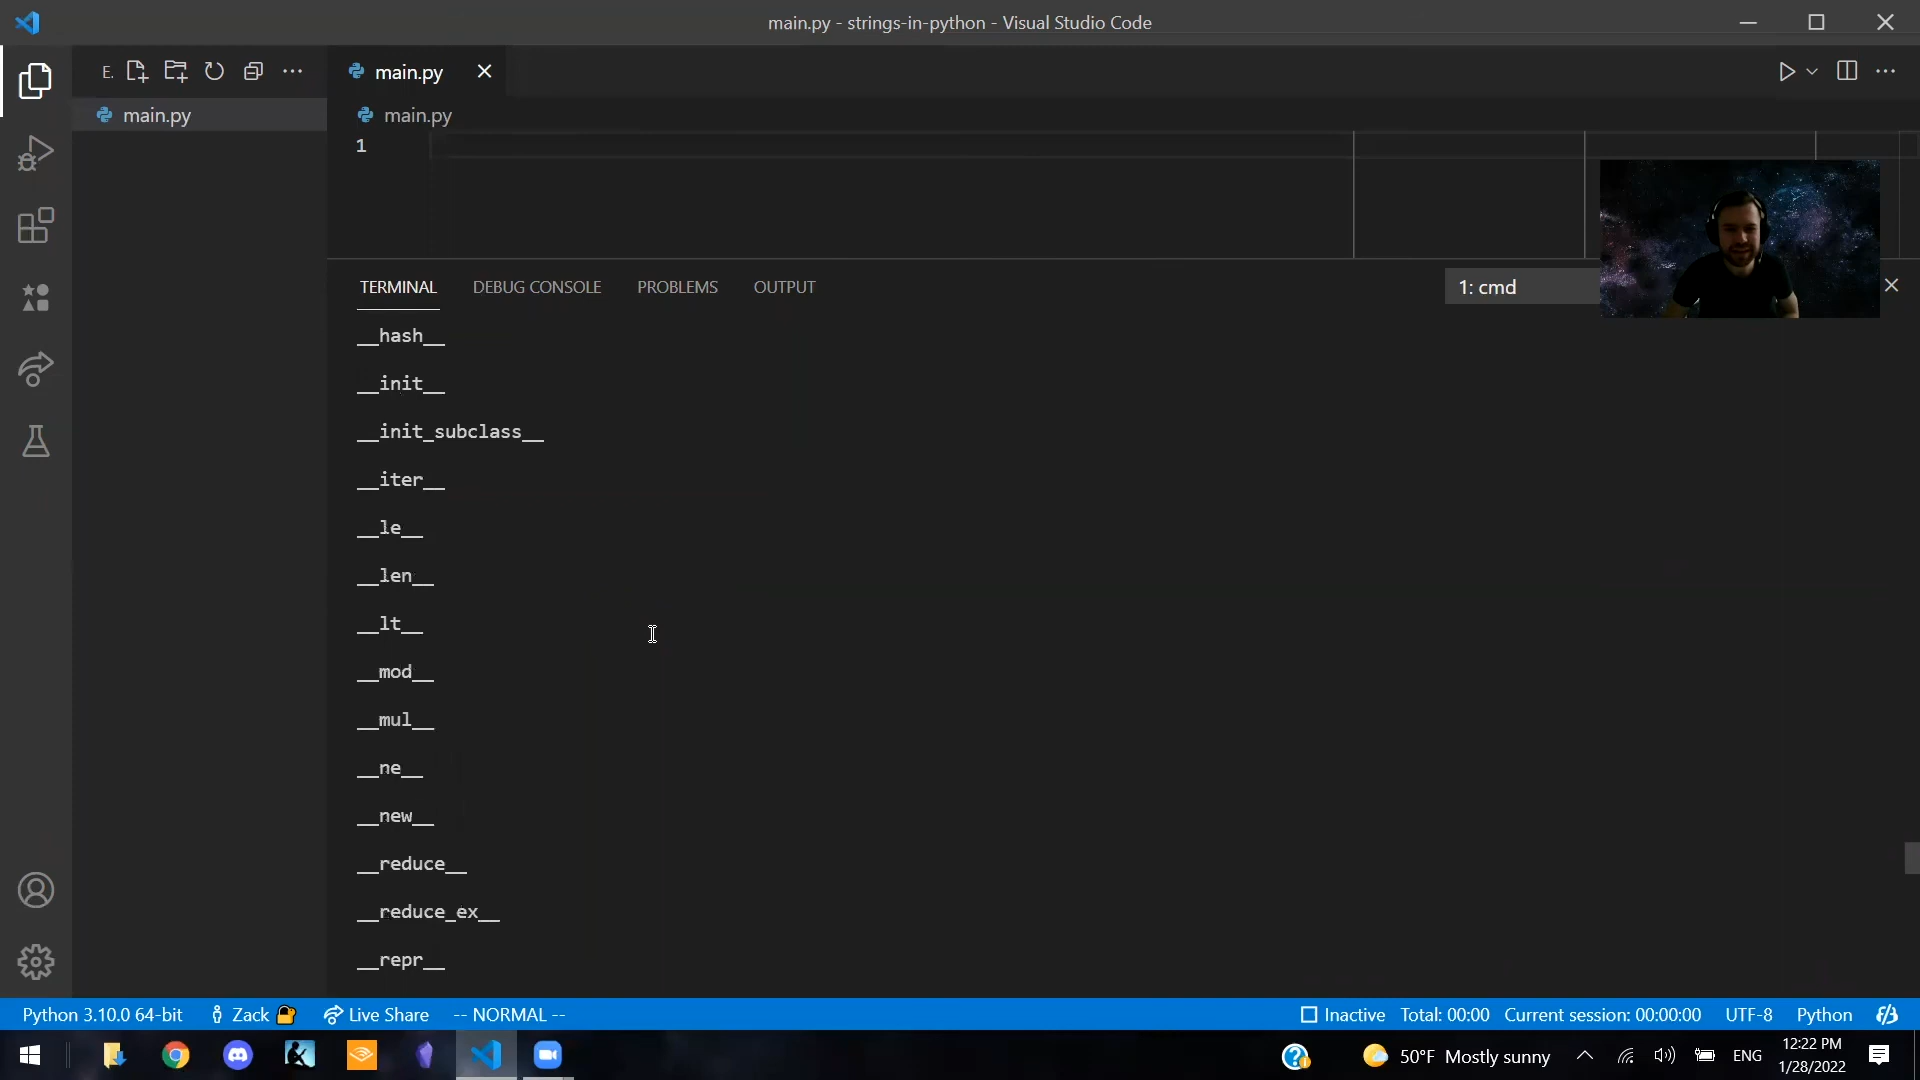 main.py - strings-in-python - Visual Studio Code
E.
main.py
main.py
main.py
1
TERMINAL
DEBUG CONSOLE
PROBLEMS
OUTPUT
1: cmd
__hash__
__init__
__init_subclass__
__iter__
__le__
__len__
__lt__
__mod__
__mul__
__ne__
__new__
__reduce__
__reduce_ex__
__repr__
Python 3.10.0 64-bit
Zack
Live Share
-- NORMAL --
Inactive
Total: 00:00
Current session: 00:00:00
UTF-8
Python
50°F Mostly sunny
ENG
12:22 PM
1/28/2022